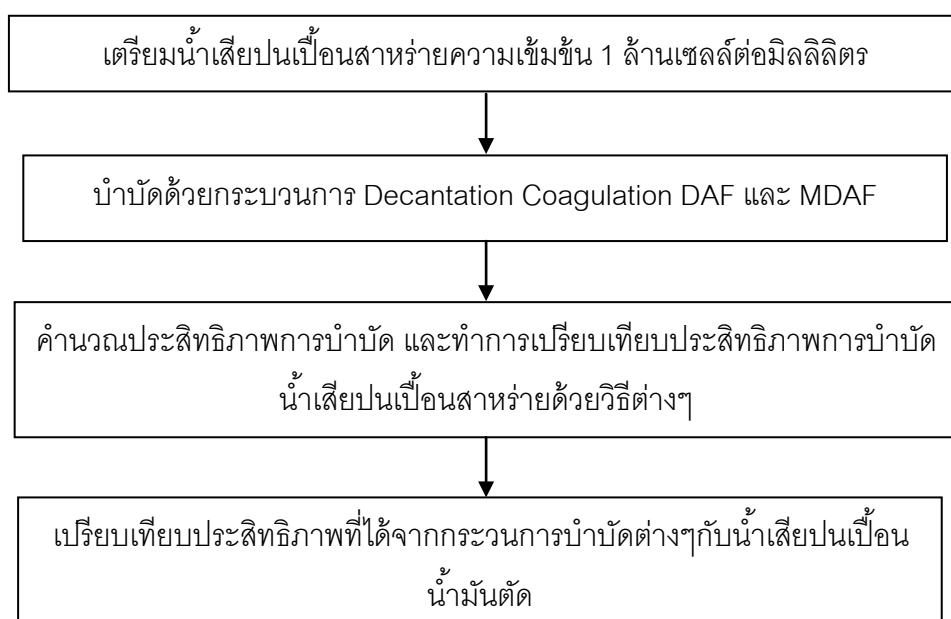 เตรียมน้ำเสียปนเปื้อนสาหร่ายความเข้มข้น 1 ล้านเซลล์ต่อมิลลิลิตร
บำบัดด้วยกระบวนการ Decantation Coagulation DAF และ MDAF
คำนวณประสิทธิภาพการบำบัด และทำการเปรียบเทียบประสิทธิภาพการบำบัด
น้ำเสียปนเปื้อนสาหร่ายด้วยวิธีต่างๆ
เปรียบเทียบประสิทธิภาพที่ได้จากกระวนการบำบัดต่างๆกับน้ำเสียปนเปื้อน
น้ำมันตัด